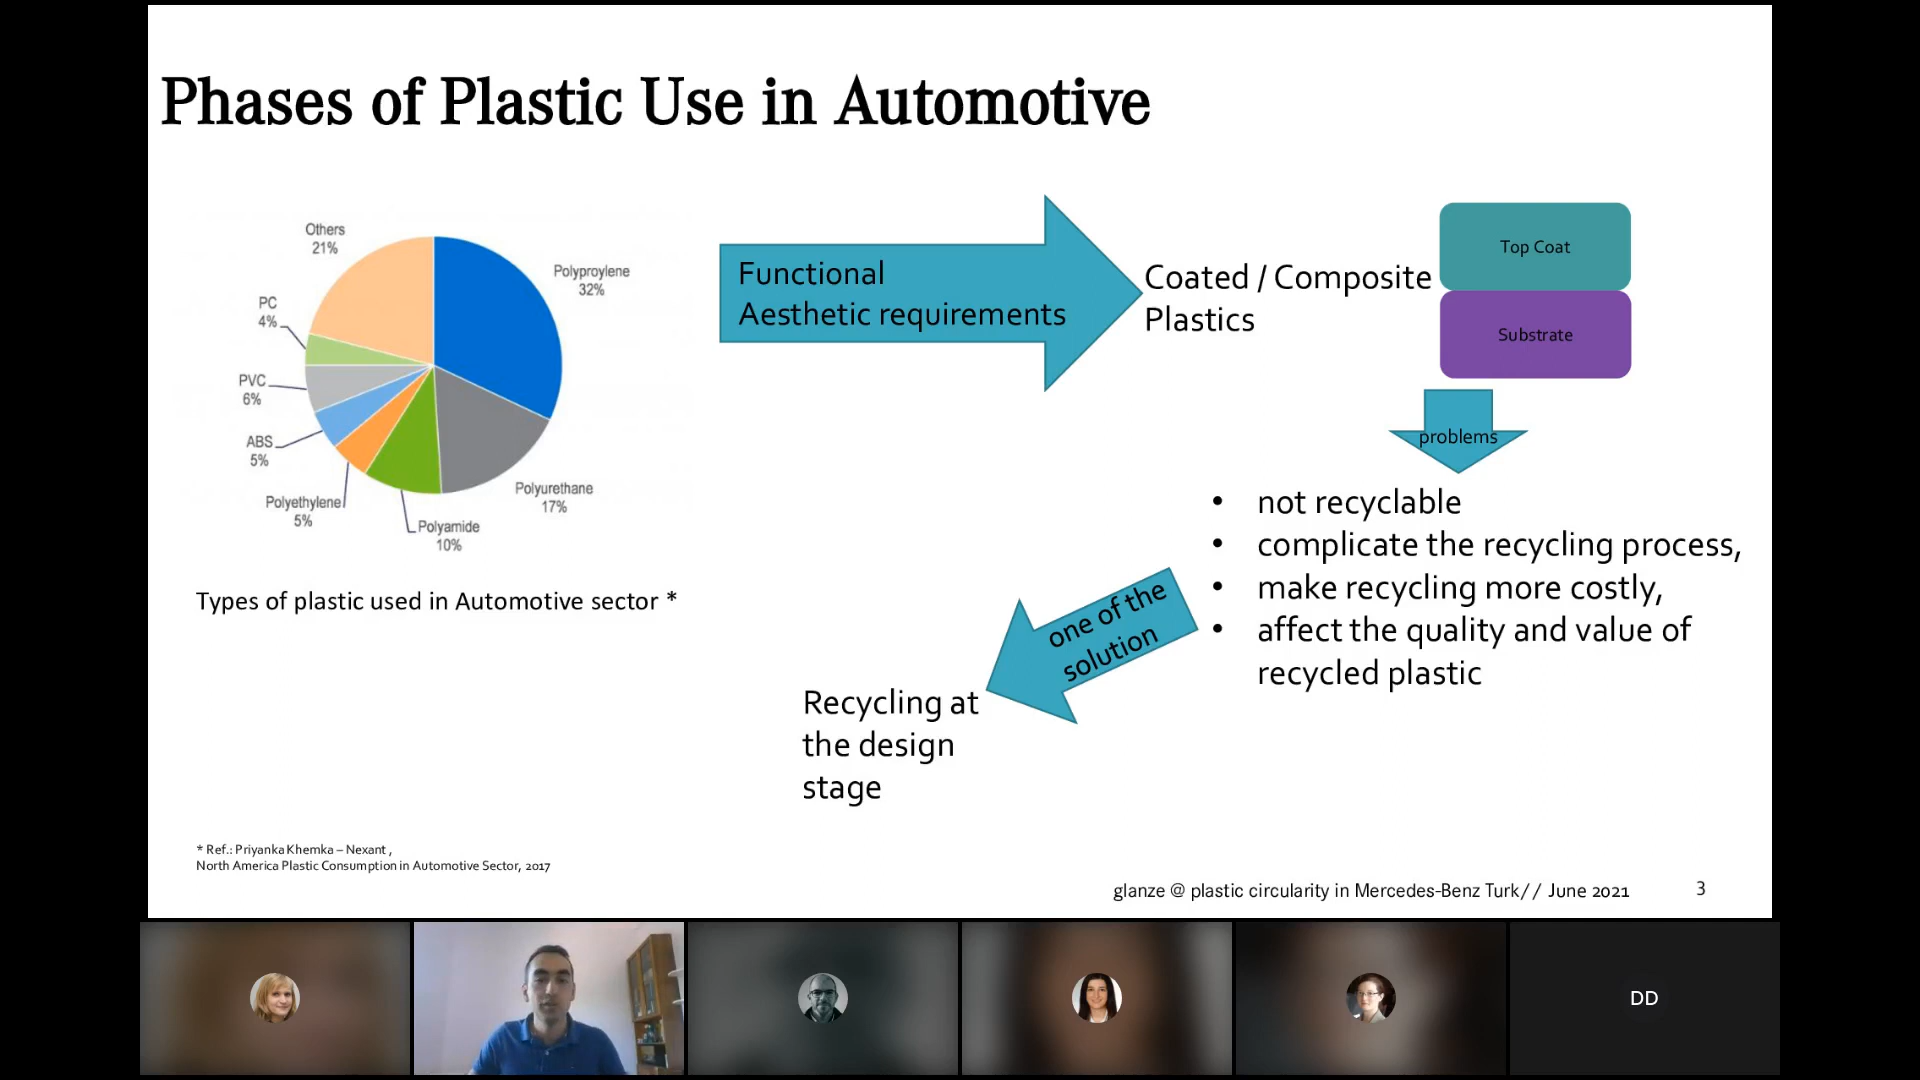 Phases of Plastic Use in Automotive
Others
21%
Polyproylene
32%
PC
4%
PVC
6%
ABS
5%
Polyethylene
5%
Polyamide
10%
Polyurethane
17%
Types of plastic used in Automotive sector *
Functional
Aesthetic requirements
Coated / Composite
Plastics
Top Coat
Substrate
problems
• not recyclable
• complicate the recycling process,
• make recycling more costly,
• affect the quality and value of
recycled plastic
one of the
solution
Recycling at
the design
stage
* Ref.: Priyanka Khemka – Nexant ,
North America Plastic Consumption in Automotive Sector, 2017
glanze @ plastic circularity in Mercedes-Benz Turk// June 2021
3
DD